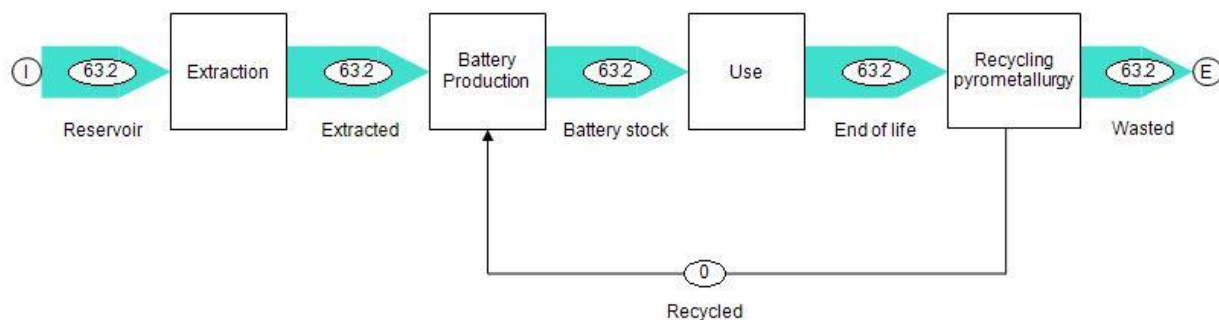 I
63.2
Reservoir
Extraction
63.2
Extracted
Battery
Production
63.2
Battery stock
Use
63.2
End of life
Recycling
pyrometallurgy
63.2
Wasted
E
0
Recycled